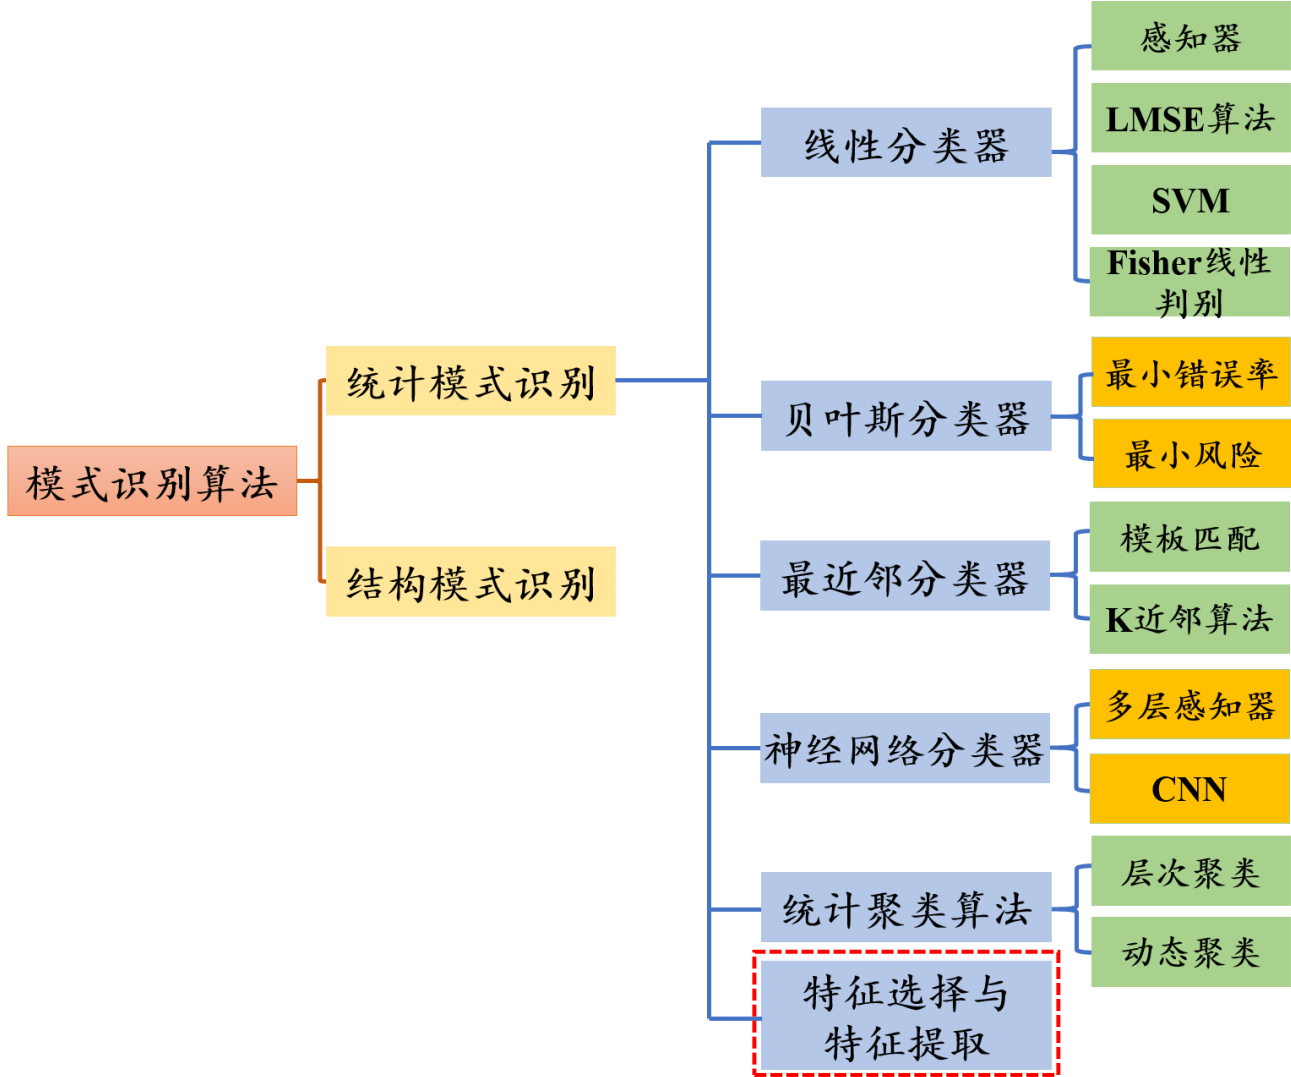 模式识别算法
统计模式识别
结构模式识别
线性分类器
感知器
LMSE算法
SVM
Fisher线性
判别
贝叶斯分类器
最小错误率
最小风险
最近邻分类器
模板匹配
K近邻算法
神经网络分类器
多层感知器
CNN
统计聚类算法
层次聚类
动态聚类
特征选择与
特征提取